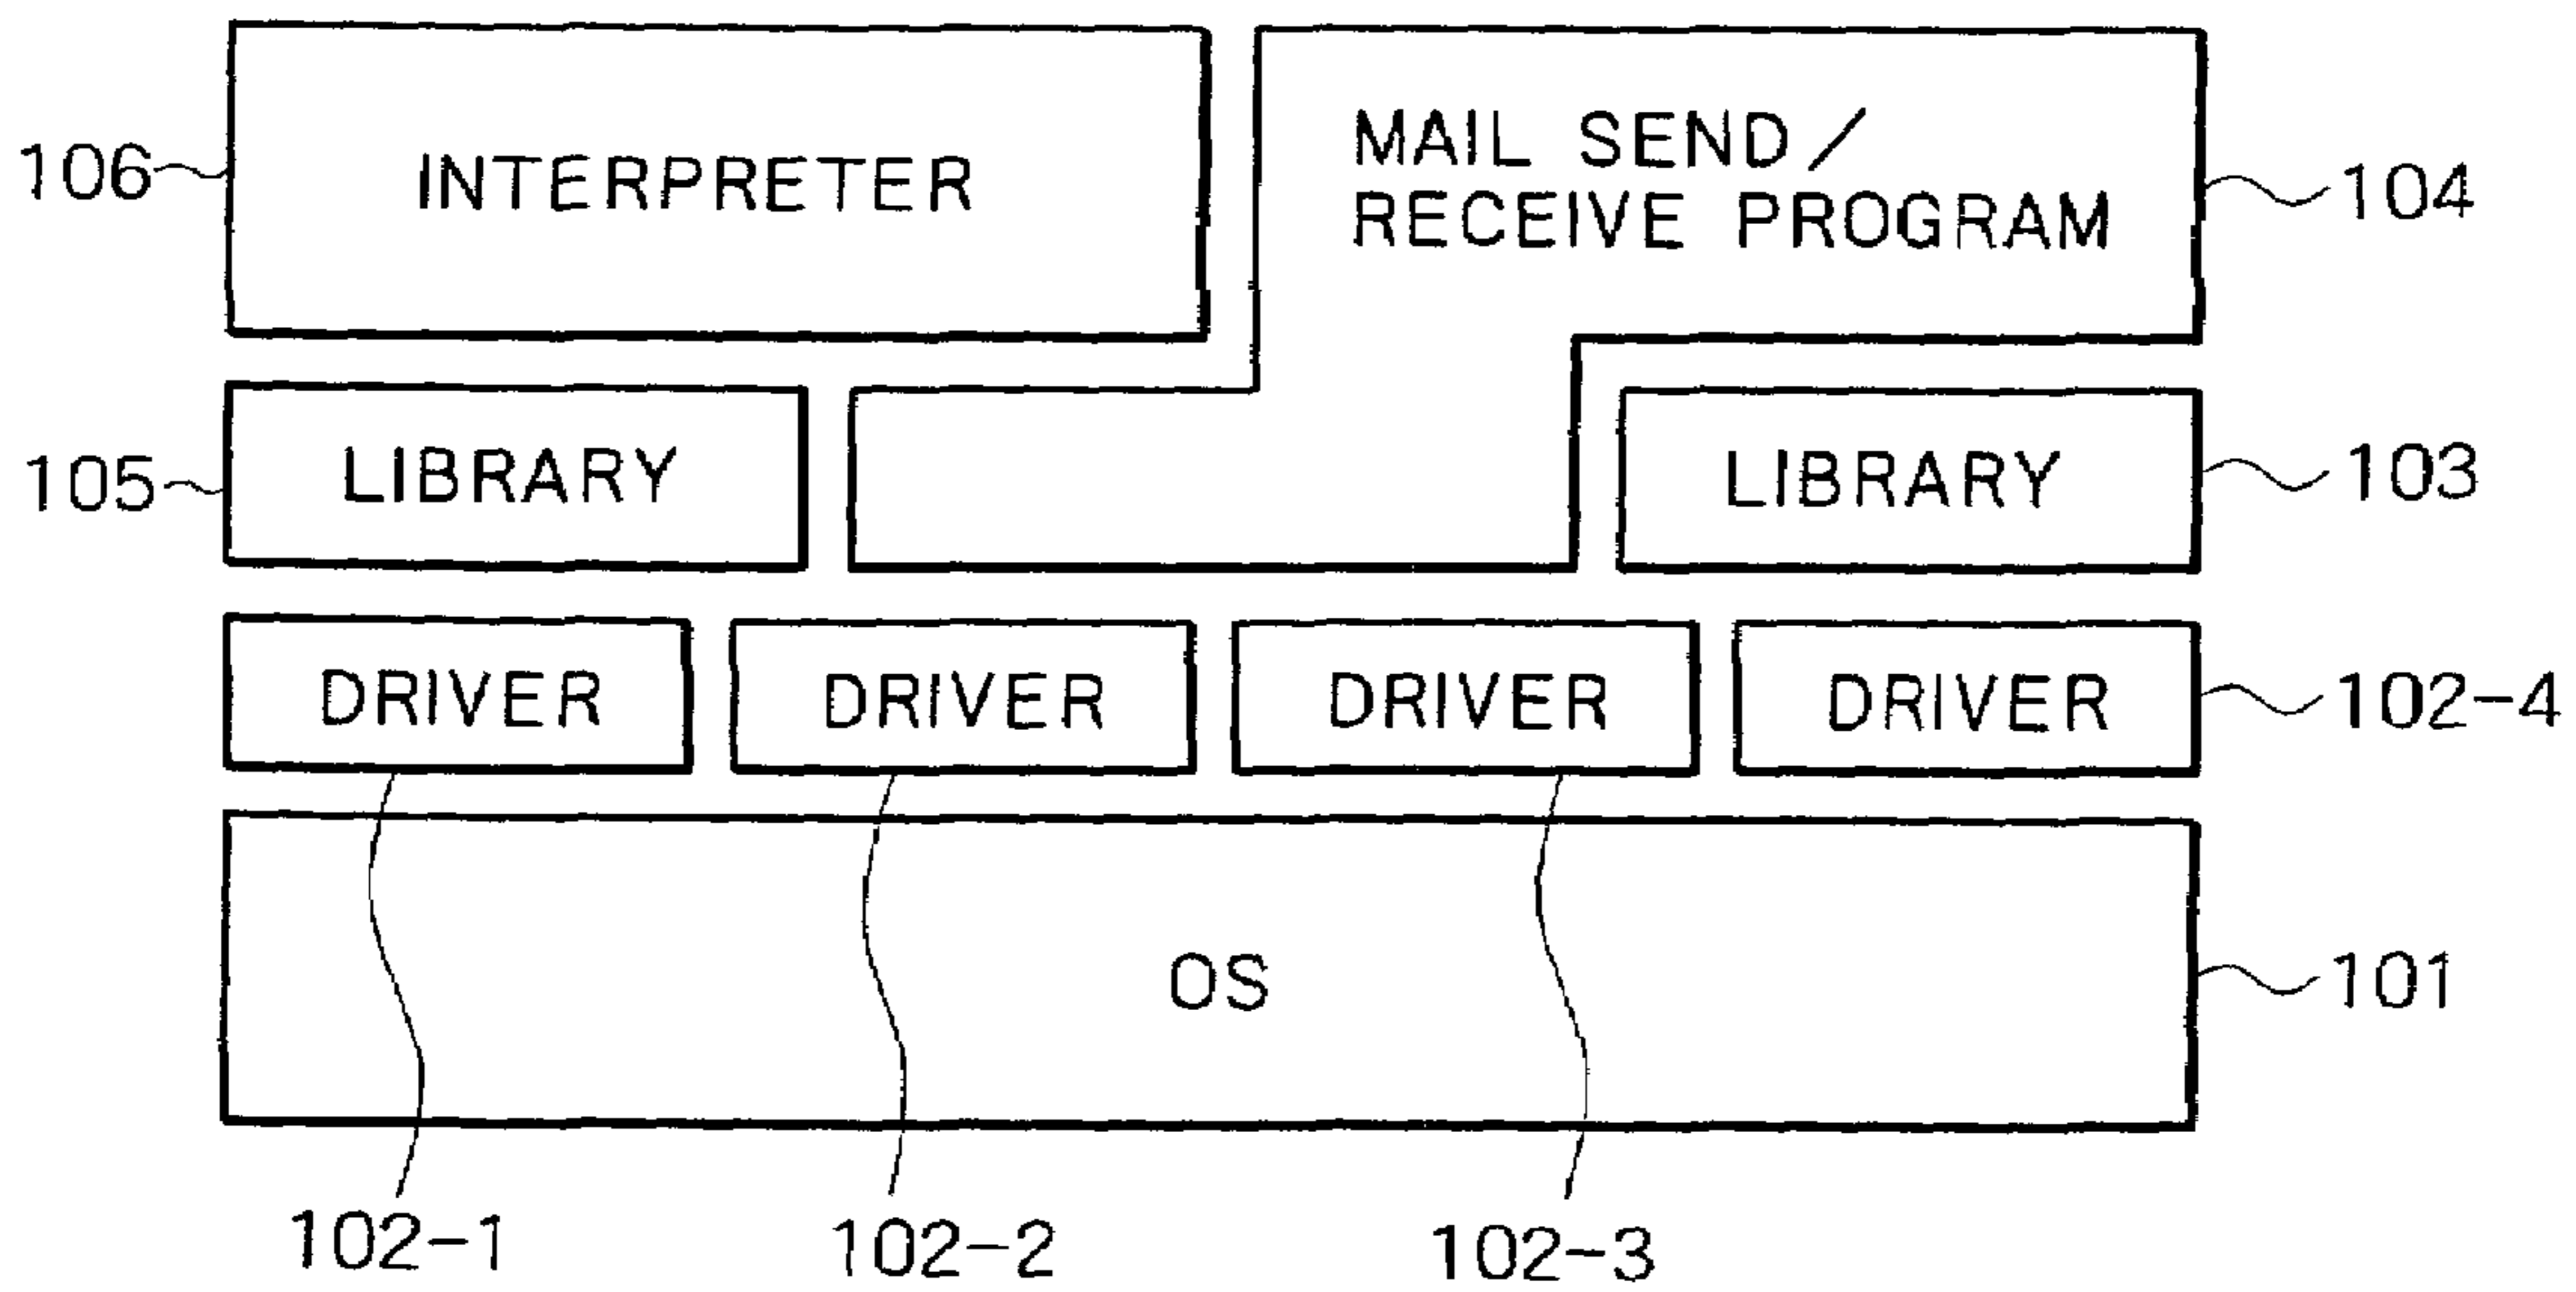 106
INTERPRETER
MAIL SEND/
RECEIVE PROGRAM
104
105
LIBRARY
LIBRARY
103
DRIVER
DRIVER
DRIVER
DRIVER
102-4
OS
101
102-1
102-2
102-3